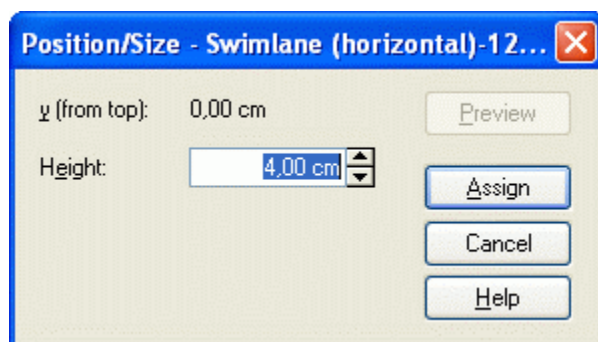 Position/Size - Swimlane (horizontal)-12...
y (from top): 0,00 cm
Preview
Height: 4,00 cm
Assign
Cancel
Help